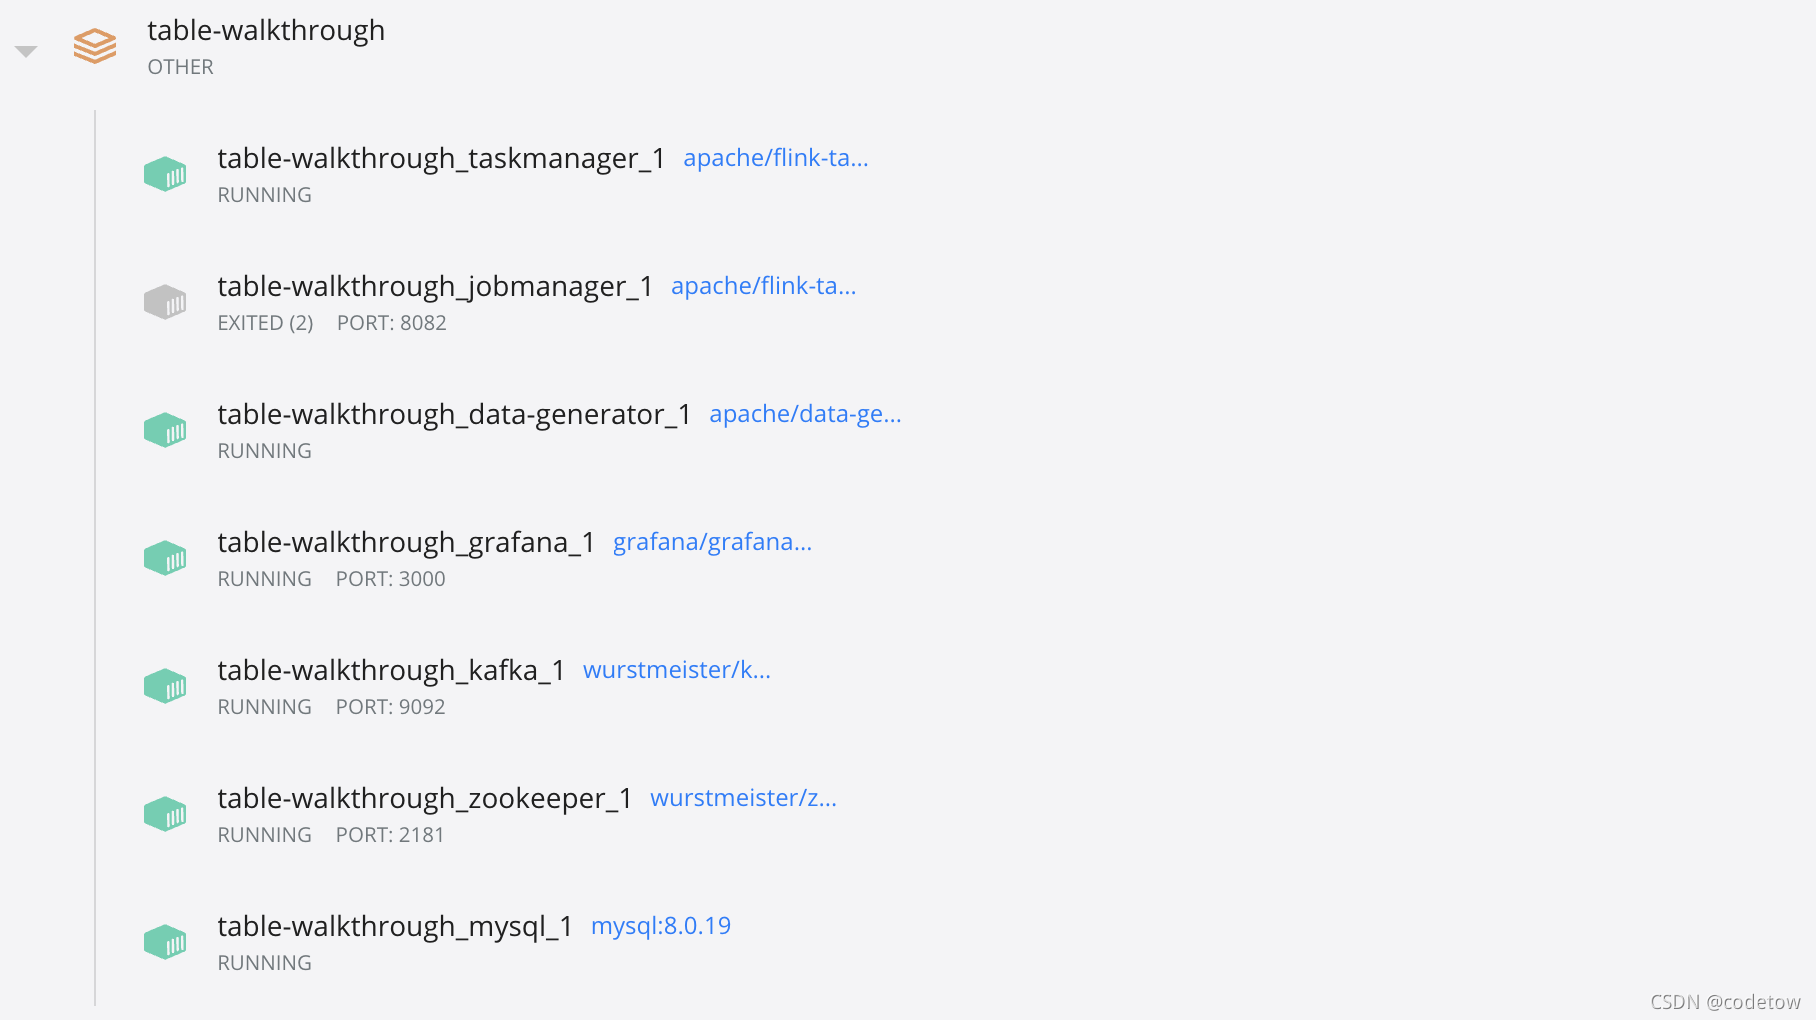 table-walkthrough
OTHER
table-walkthrough_taskmanager_1 apache/flink-ta...
RUNNING
table-walkthrough_jobmanager_1 apache/flink-ta...
EXITED (2) PORT: 8082
table-walkthrough_data-generator_1 apache/data-ge...
RUNNING
table-walkthrough_grafana_1 grafana/grafana...
RUNNING PORT: 3000
table-walkthrough_kafka_1 wurstmeister/k...
RUNNING PORT: 9092
table-walkthrough_zookeeper_1 wurstmeister/z...
RUNNING PORT: 2181
table-walkthrough_mysql_1 mysql:8.0.19
RUNNING
CSDN @codetow